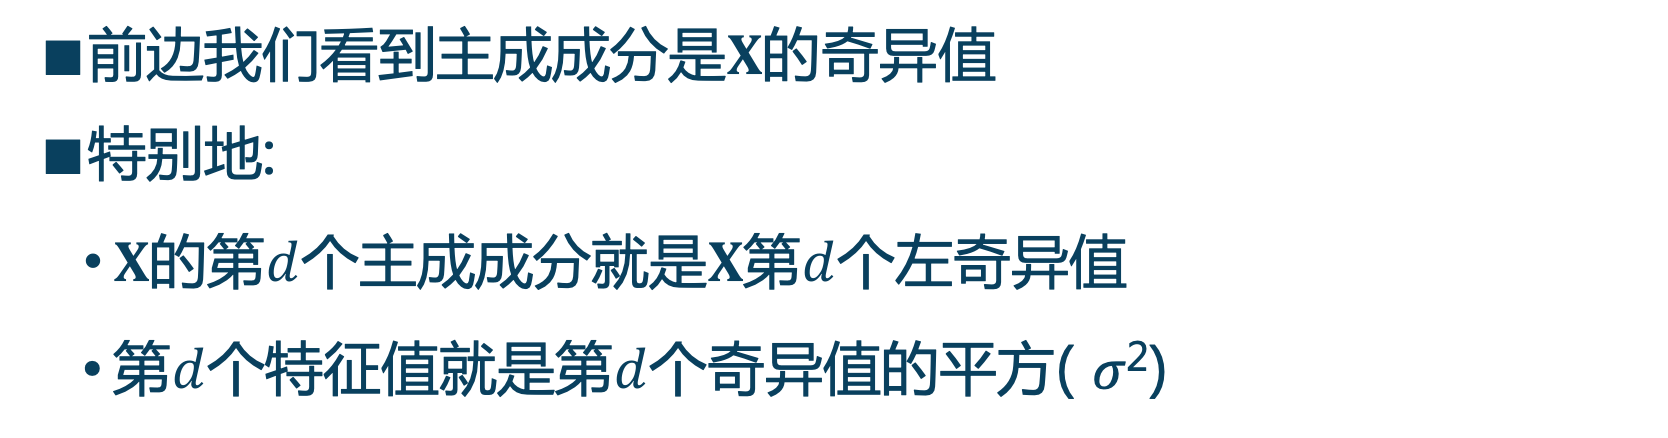 ■前边我们看到主成成分是X的奇异值
■特别地:
• X的第d个主成成分就是X第d个左奇异值
• 第d个特征值就是第d个奇异值的平方( σ²)